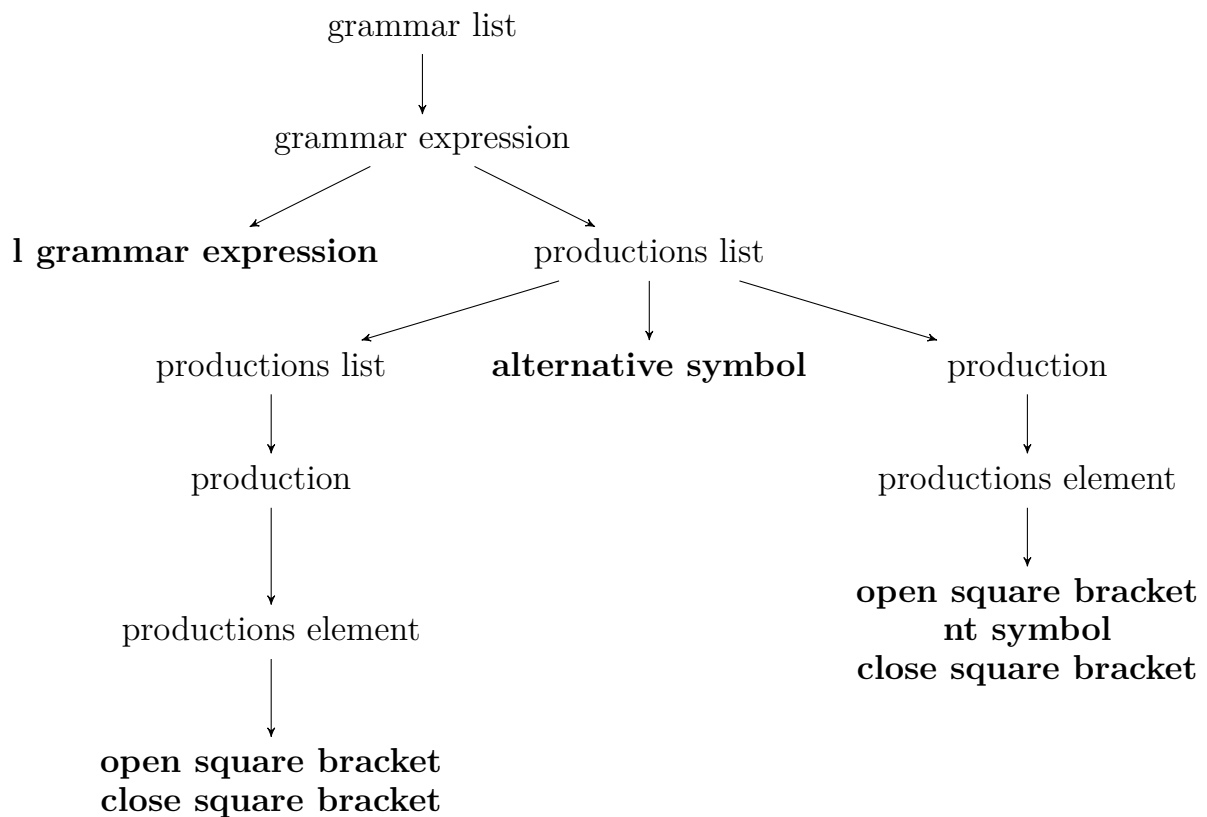 grammar list
grammar expression
l grammar expression
productions list
productions list
alternative symbol
production
production
productions element
open square bracket
nt symbol
close square bracket
productions element
open square bracket
close square bracket